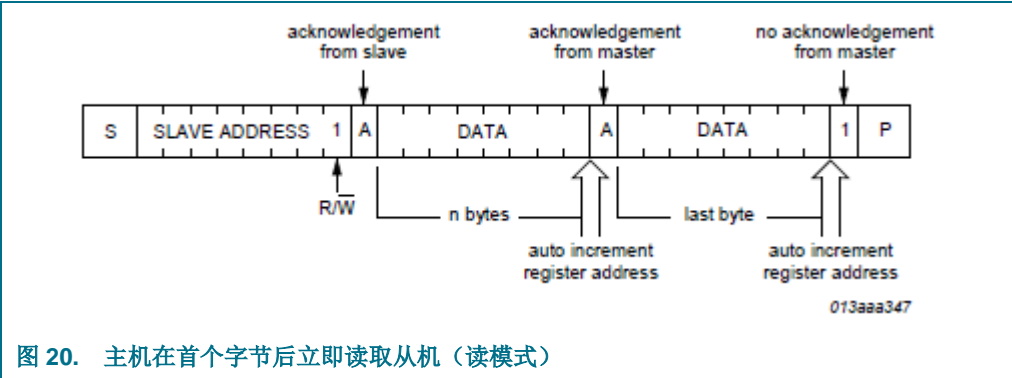 acknowledgement
from slave
acknowledgement
from master
no acknowledgement
from master
S SLAVE ADDRESS 1 A DATA A DATA 1 P
R/W̅
n bytes
last byte
auto increment
register address
auto increment
register address
013aaa347
图 20. 主机在首个字节后立即读取从机（读模式）